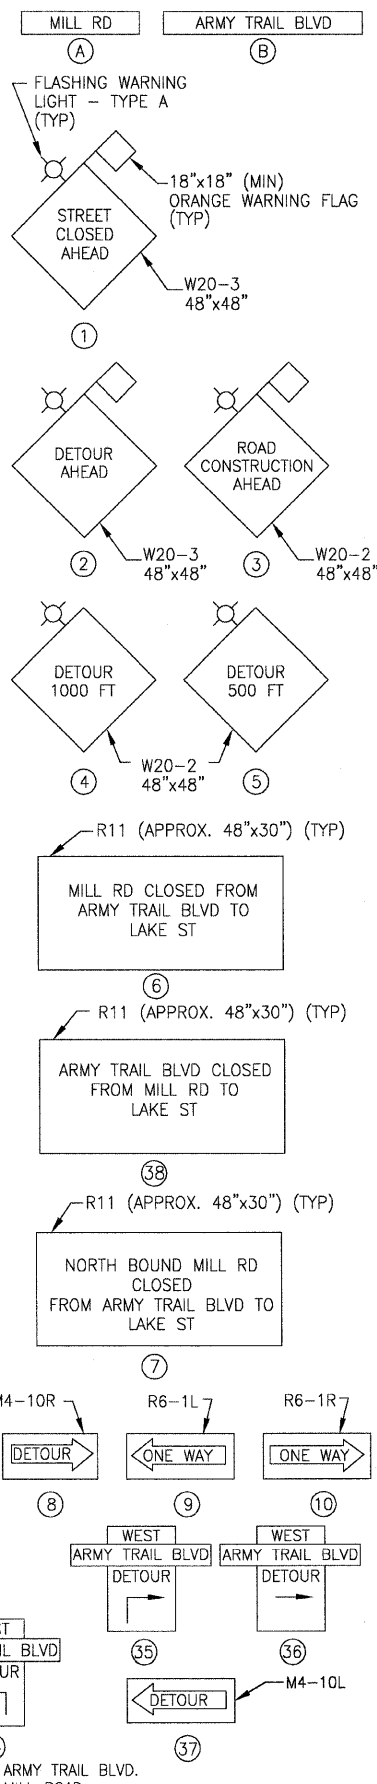 MILL RD
ARMY TRAIL BLVD
A
B
FLASHING WARNING
LIGHT - TYPE A
(TYP)
18"x18" (MIN)
ORANGE WARNING FLAG
(TYP)
STREET
CLOSED
AHEAD
W20-3
48"x48"
1
DETOUR
AHEAD
ROAD
CONSTRUCTION
AHEAD
W20-3
48"x48"
W20-2
48"x48"
2
3
DETOUR
1000 FT
DETOUR
500 FT
W20-2
48"x48"
4
5
R11 (APPROX. 48"x30") (TYP)
MILL RD CLOSED FROM
ARMY TRAIL BLVD TO
LAKE ST
6
R11 (APPROX. 48"x30") (TYP)
ARMY TRAIL BLVD CLOSED
FROM MILL RD TO
LAKE ST
38
R11 (APPROX. 48"x30") (TYP)
NORTH BOUND MILL RD
CLOSED
FROM ARMY TRAIL BLVD TO
LAKE ST
7
M4-10R
R6-1L
R6-1R
DETOUR
ONE WAY
ONE WAY
8
9
10
WEST
ARMY TRAIL BLVD
DETOUR
WEST
ARMY TRAIL BLVD
DETOUR
35
36
ST
IL BLVD
UR
M4-10L
DETOUR
37
ARMY TRAIL BLVD.